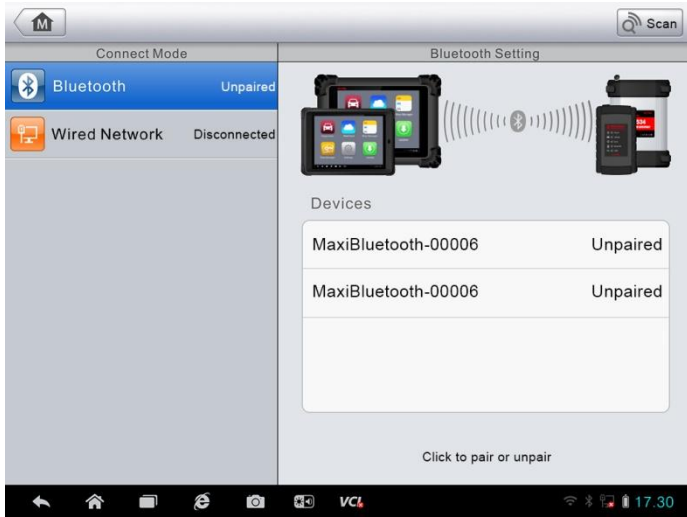 M
Scan
Connect Mode
Bluetooth Setting
Bluetooth Unpaired
Wired Network Disconnected
Devices
MaxiBluetooth-00006 Unpaired
MaxiBluetooth-00006 Unpaired
Click to pair or unpair
VCI
17.30